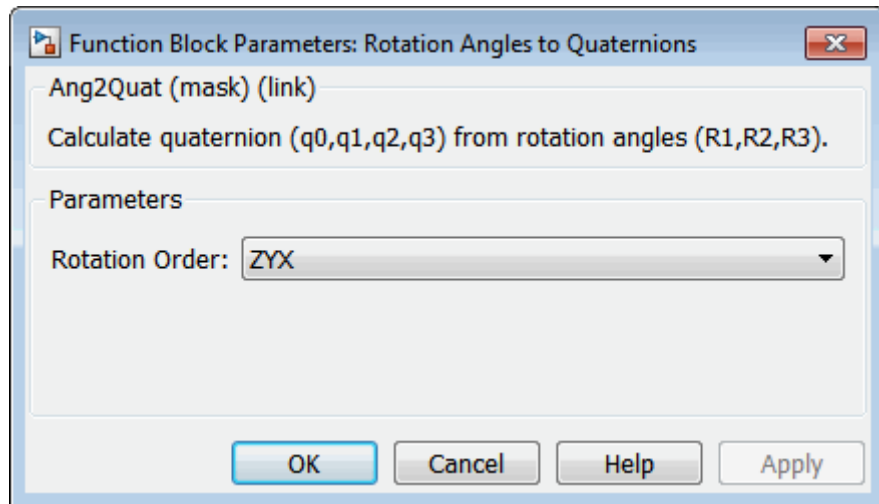 Function Block Parameters: Rotation Angles to Quaternions
Ang2Quat (mask) (link)
Calculate quaternion (q0,q1,q2,q3) from rotation angles (R1,R2,R3).
Parameters
Rotation Order: ZYX
OK Cancel Help Apply